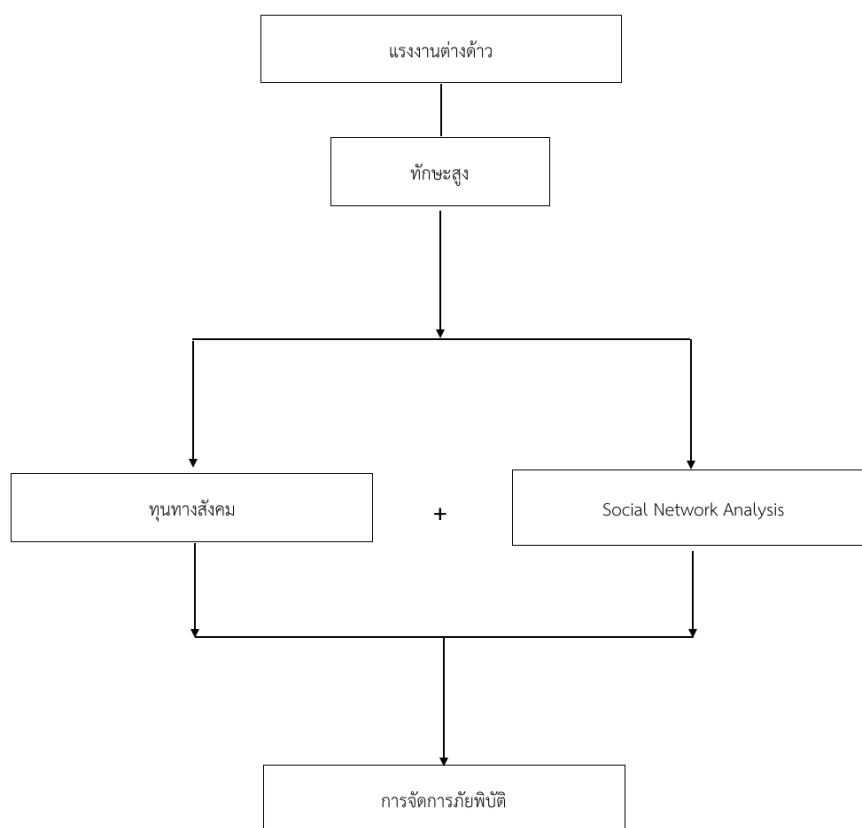 แรงงานต่างด้าว
ทักษะสูง
ทุนทางสังคม
+
Social Network Analysis
การจัดการภัยพิบัติ